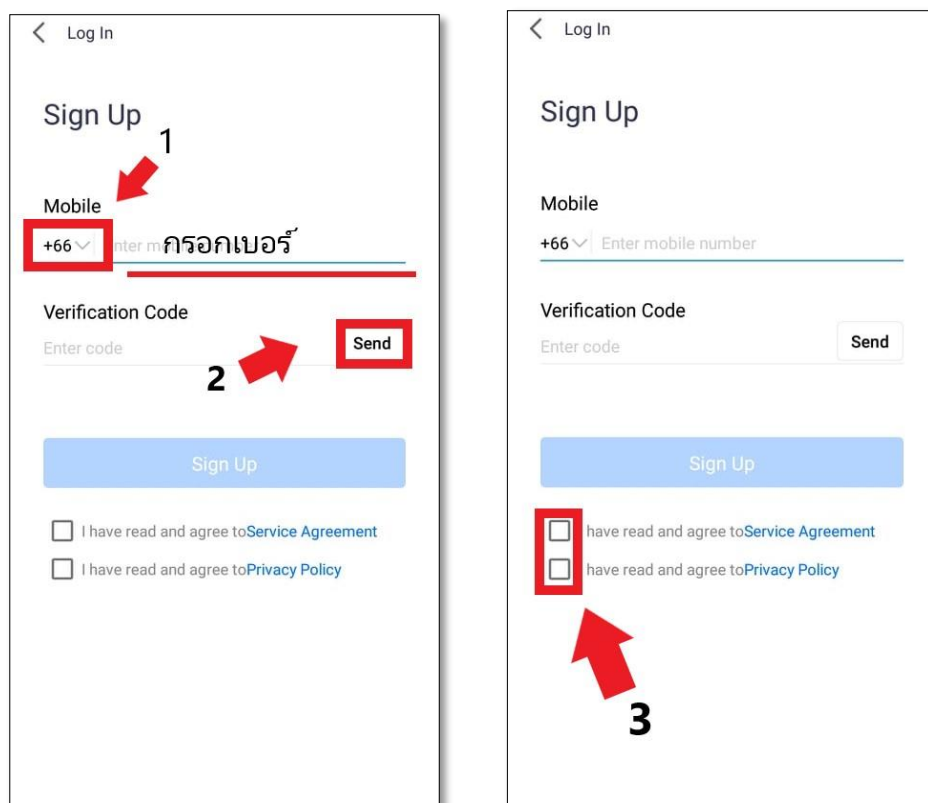 Log In
Sign Up
1
Mobile
+66 Enter mobile number
กรอกเบอร์
Verification Code
Enter code
Send
2
Sign Up
I have read and agree toService Agreement
I have read and agree toPrivacy Policy
Log In
Sign Up
Mobile
+66 Enter mobile number
Verification Code
Enter code
Send
Sign Up
have read and agree toService Agreement
have read and agree toPrivacy Policy
3